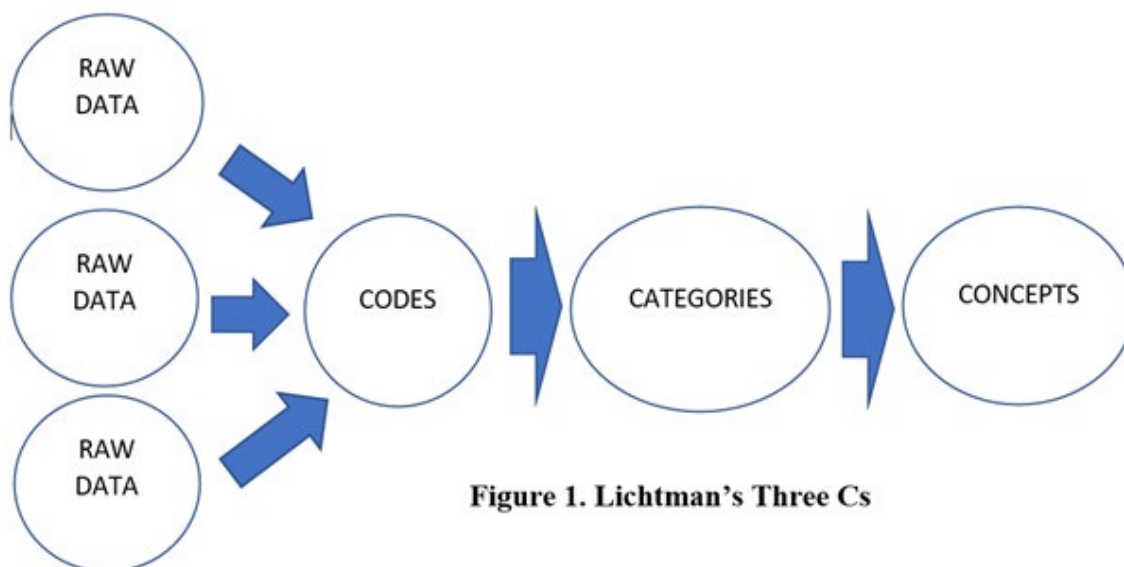 RAW
DATA
RAW
DATA
RAW
DATA
CODES
CATEGORIES
CONCEPTS
Figure 1. Lichtman’s Three Cs